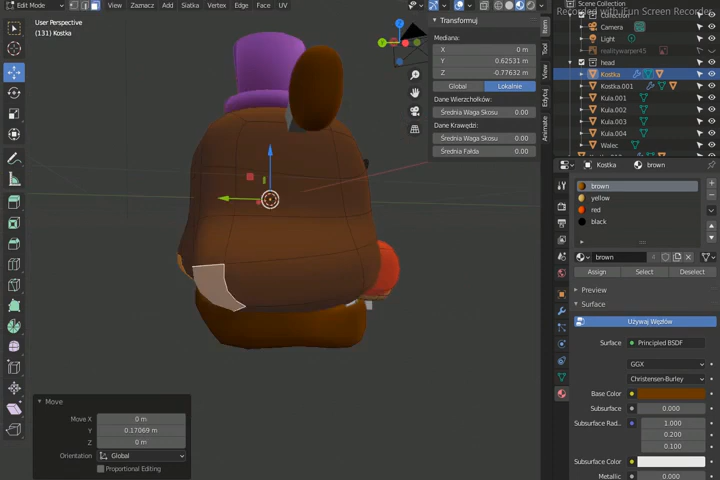 Edit Mode View Zaznacz Add Mesh Vertex Edge Face UV
Recorded with iFun Screen Recorder
Scene Collection
Collection
Camera
Light
realitywarper45
head
Kostka
Kostka.001
Kula.001
Kula.002
Kula.003
Kula.004
Walec
User Perspective
(131) Kostka
Transformuj
Mediana:
X 0 m
Y 0.62531 m
Z -0.77632 m
Global Lokalnie
Dane Wierzchołków:
Średnia Waga Skosu 0.00
Dane Krawędzi:
Średnia Waga Skosu 0.00
Średnia Fałda 0.00
Item
Tool
View
Edytuj
Animate
Kostka brown
brown
yellow
red
black
brown 4
Assign Select Deselect
Preview
Surface
Używaj Węzłów
Surface Principled BSDF
GGX
Christensen-Burley
Base Color
Subsurface 0.000
Subsurface Rad.. 1.000
0.200
0.100
Subsurface Color
Metallic 0.000
Move
Move X 0 m
Y 0.17069 m
Z 0 m
Orientation Global
Proportional Editing